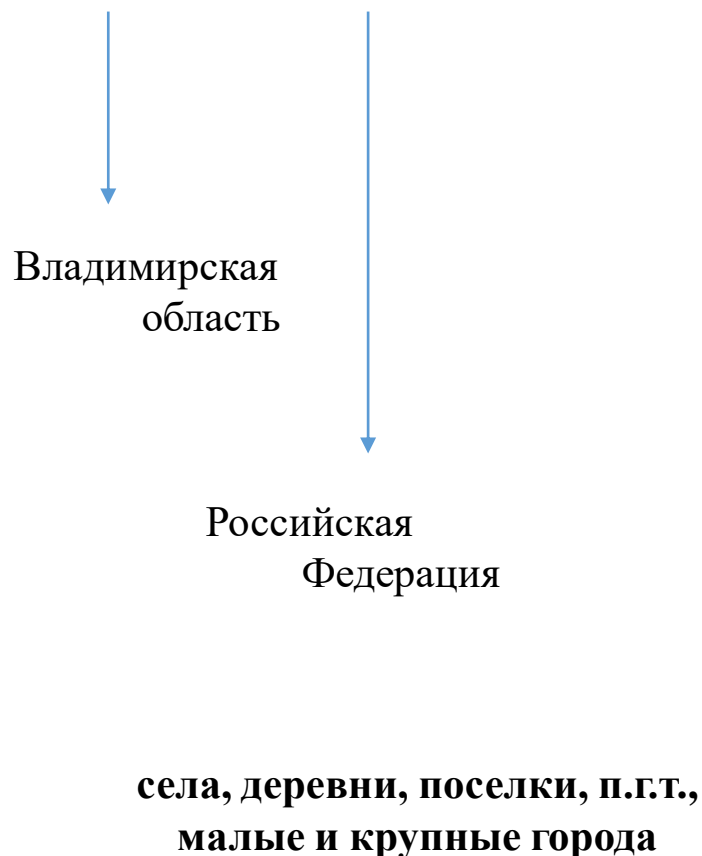 Владимирская
область
Российская
Федерация
села, деревни, поселки, п.г.т.,
малые и крупные города